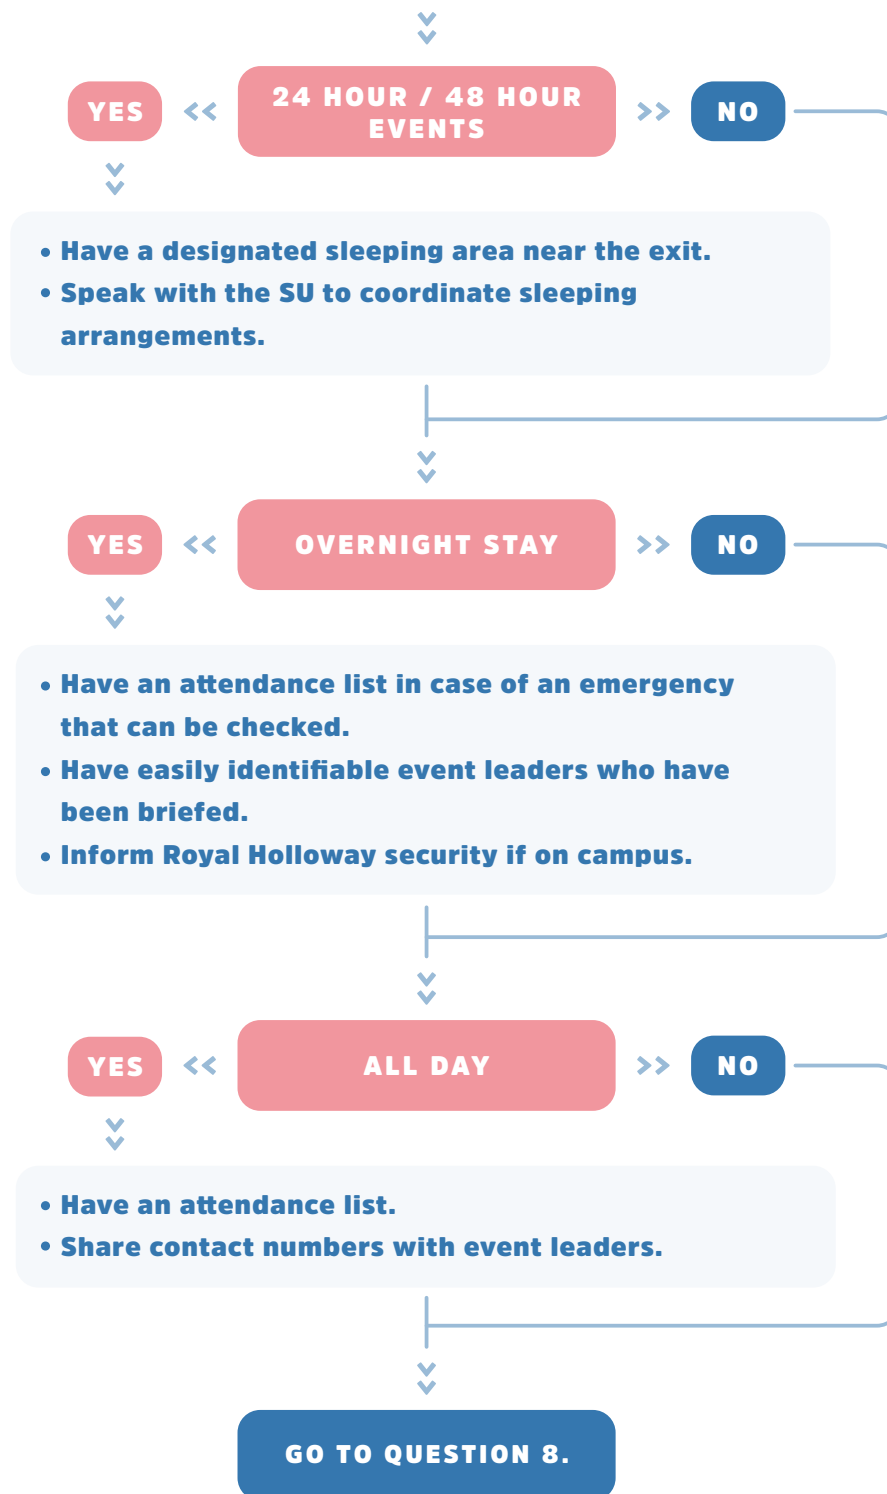 24 HOUR / 48 HOUR
EVENTS
YES
NO
• Have a designated sleeping area near the exit.
• Speak with the SU to coordinate sleeping
arrangements.
YES
OVERNIGHT STAY
NO
• Have an attendance list in case of an emergency
that can be checked.
• Have easily identifiable event leaders who have
been briefed.
• Inform Royal Holloway security if on campus.
YES
ALL DAY
NO
• Have an attendance list.
• Share contact numbers with event leaders.
GO TO QUESTION 8.